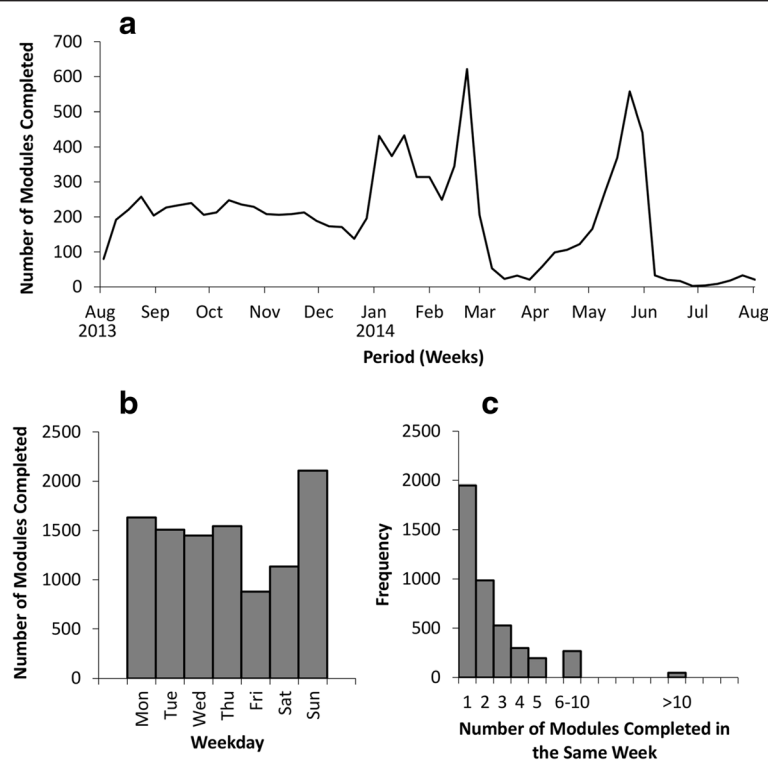 a
700
600
500
400
300
200
100
0
Number of Modules Completed
Aug Sep Oct Nov Dec Jan Feb Mar Apr May Jun Jul Aug
2013 2014
Period (Weeks)
b
2500
2000
1500
1000
500
0
Number of Modules Completed
Mon Tue Wed Thu Fri Sat Sun
Weekday
c
2500
2000
1500
1000
500
0
Frequency
1 2 3 4 5 6-10 >10
Number of Modules Completed in
the Same Week